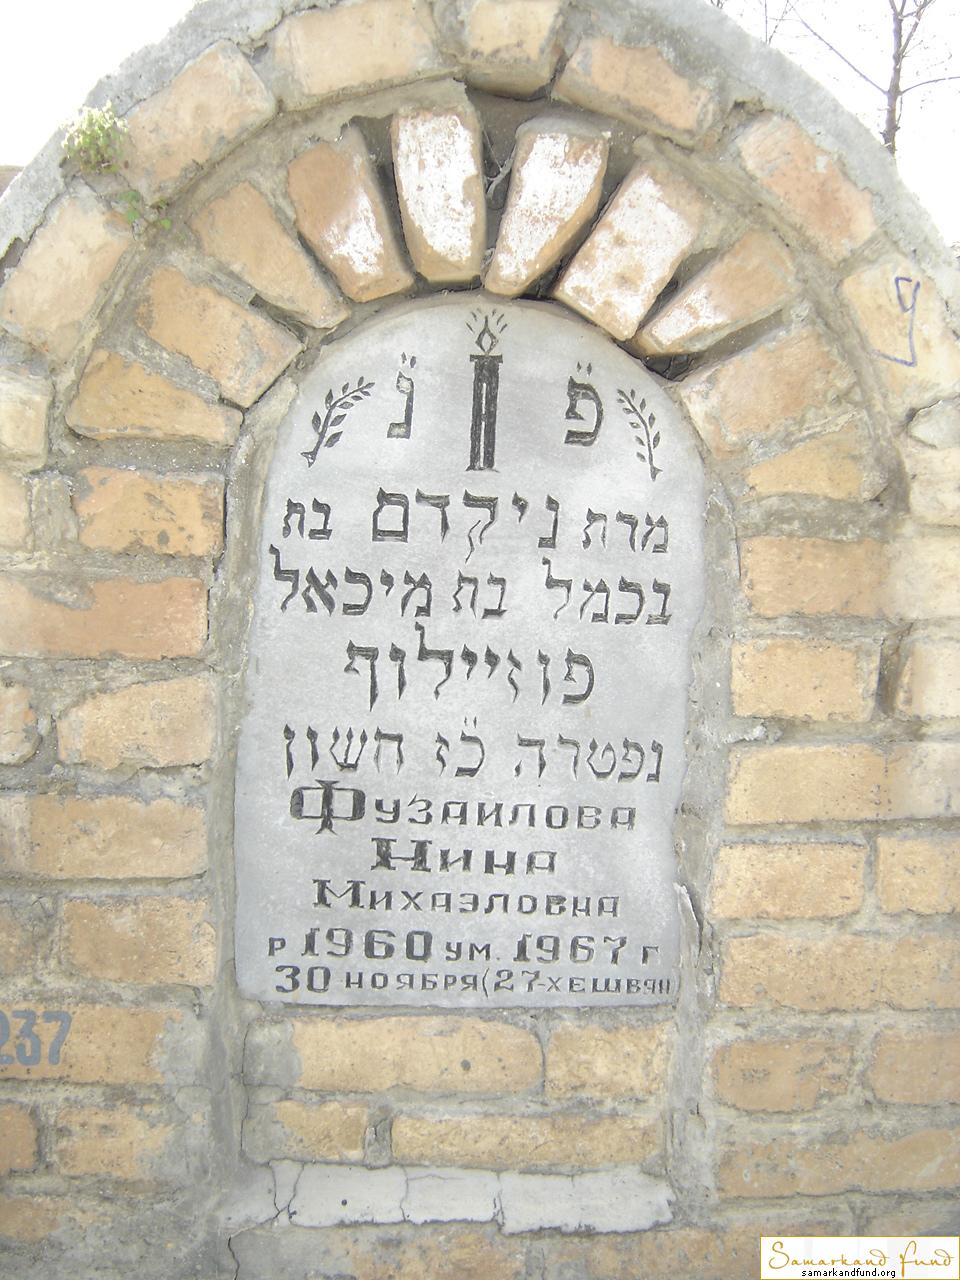 פ״ נ״
מרת ניקדם בת
בכמל בת מיכאל
פוזיילוף
נפטרה כ״ז חשון
Фузаилова
Нина
Михаэловна
р 1960 ум. 1967 г
30 ноября (27-хешван
237
9
Samarkand fund
samarkandfund.org